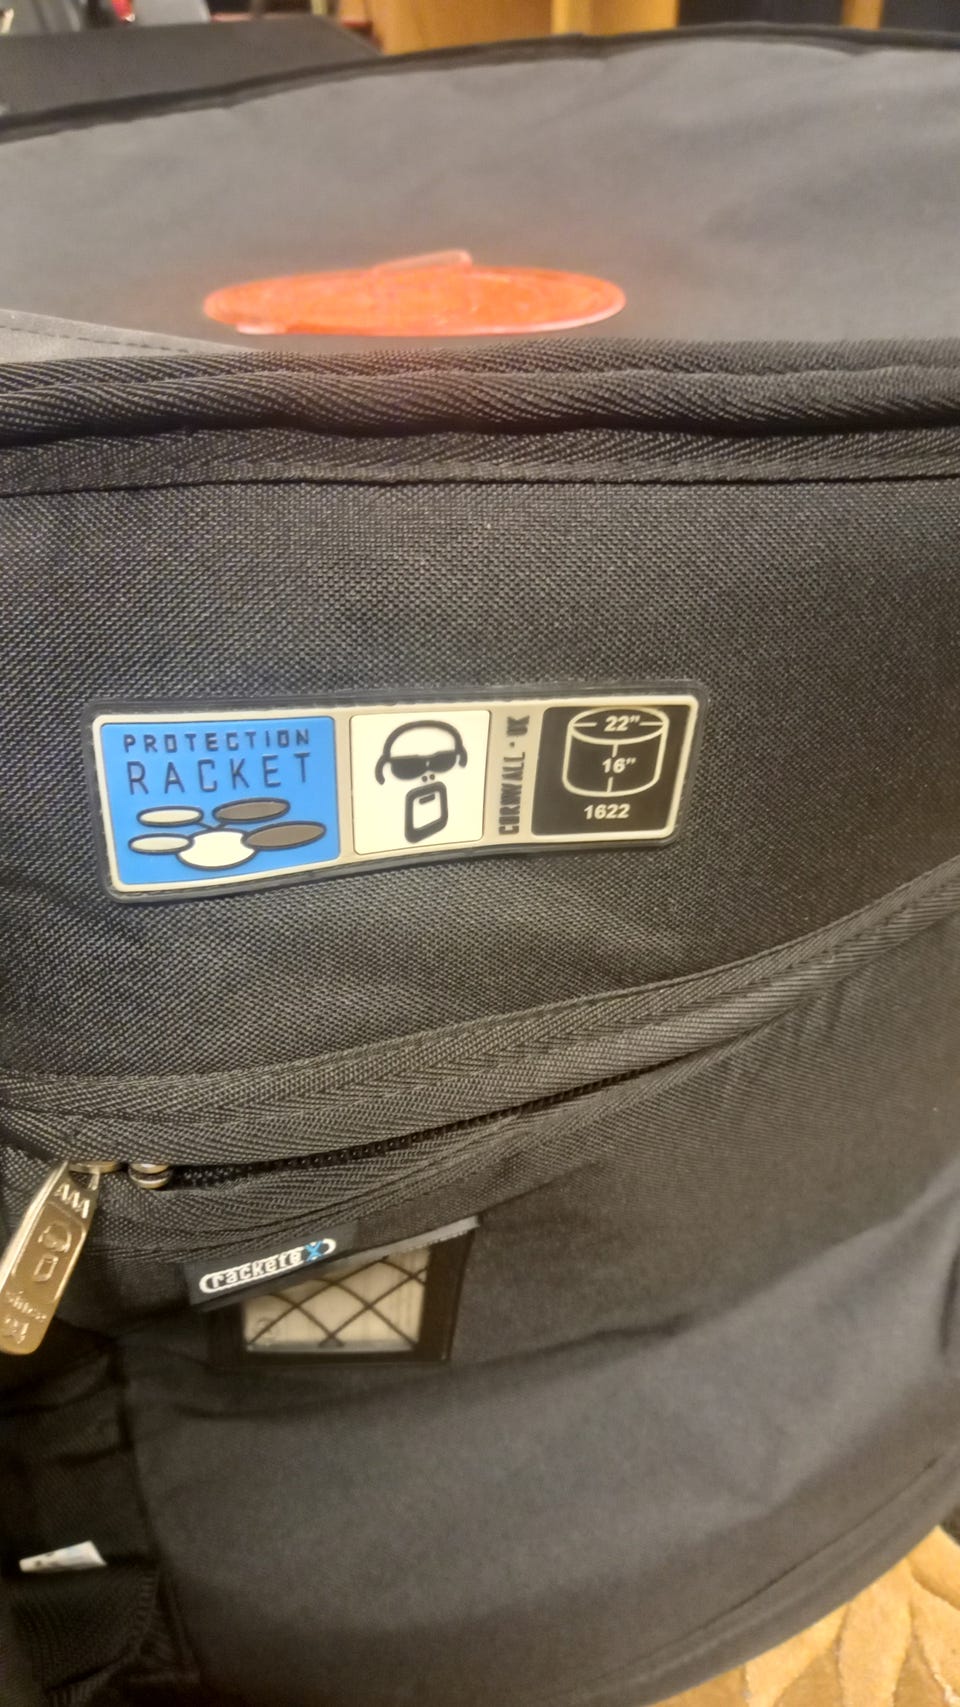 PROTECTION
RACKET
CORNWALL · UK
22"
16"
1622
racketex